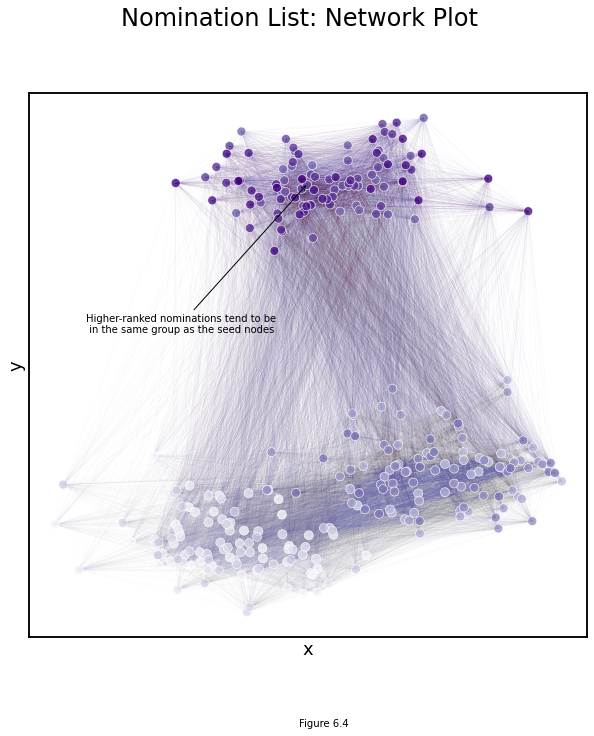 Nomination List: Network Plot
Higher-ranked nominations tend to be
in the same group as the seed nodes
y
x
Figure 6.4